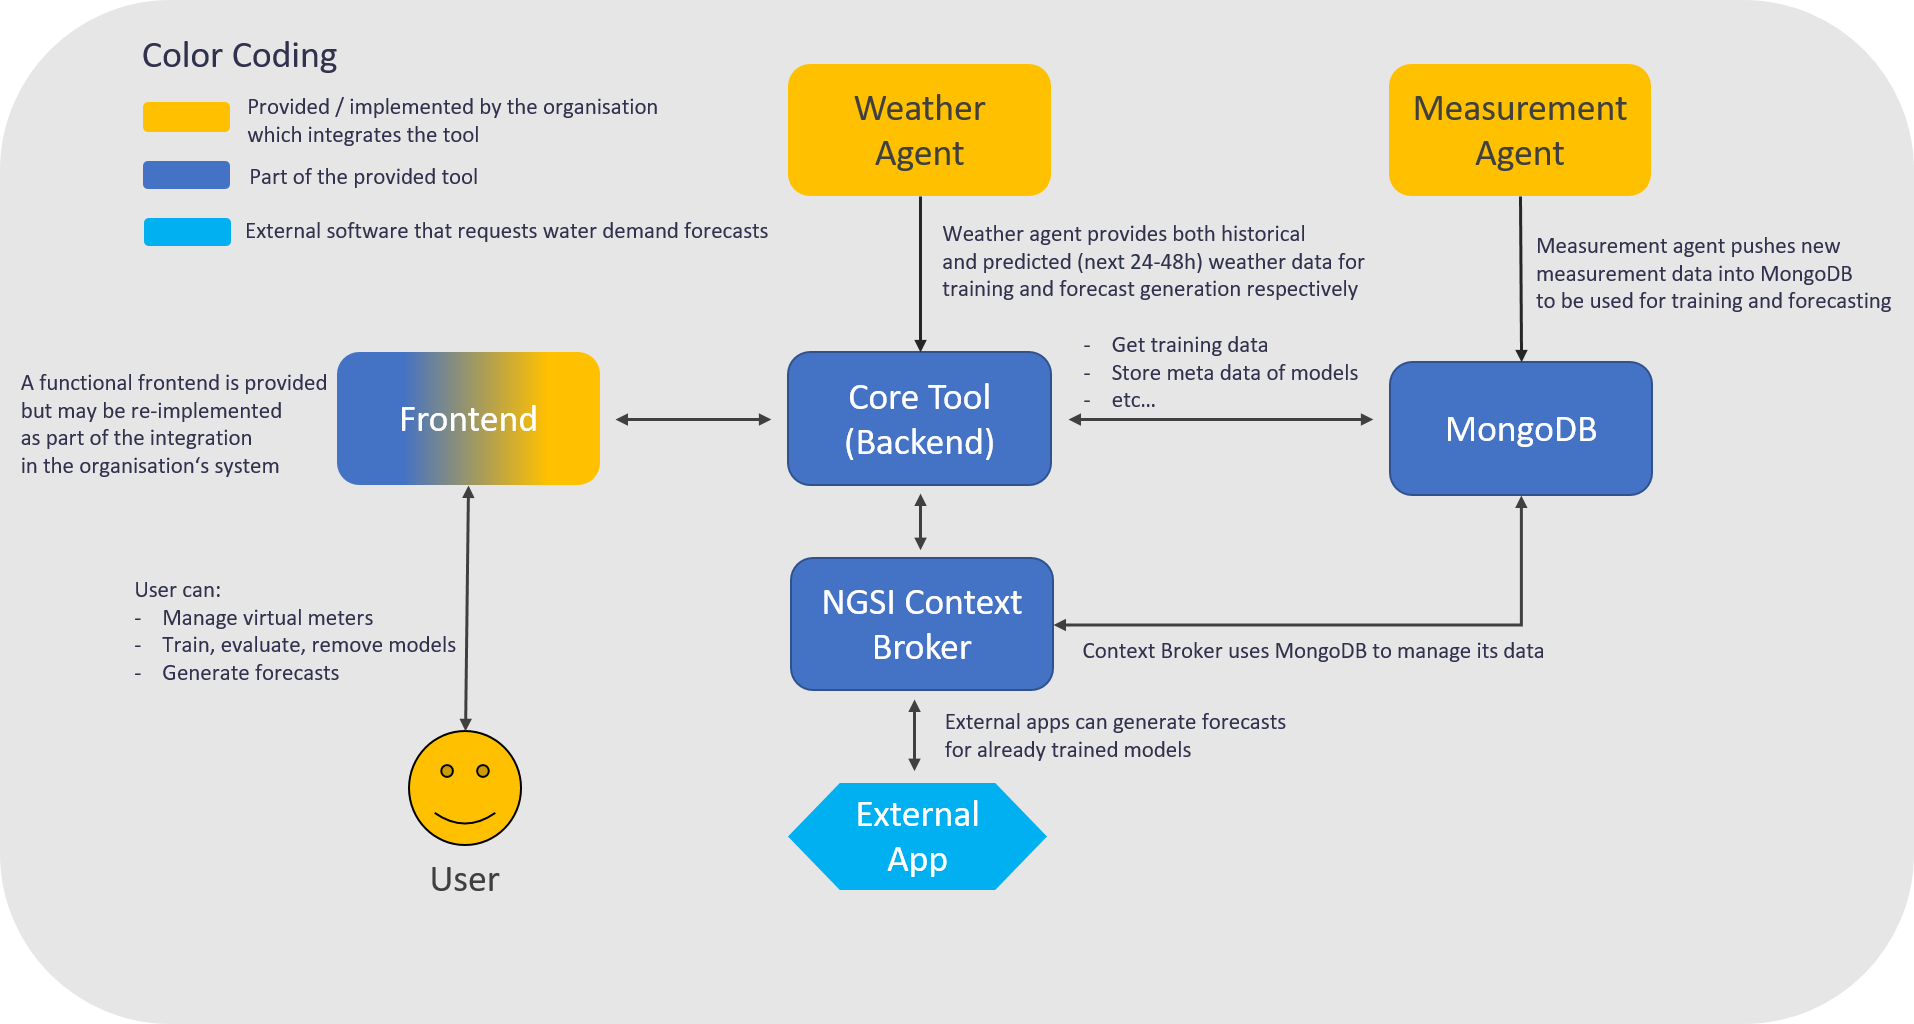 Color Coding
Provided / implemented by the organisation
which integrates the tool
Part of the provided tool
External software that requests water demand forecasts
Weather
Agent
Measurement
Agent
Weather agent provides both historical
and predicted (next 24-48h) weather data for
training and forecast generation respectively
Measurement agent pushes new
measurement data into MongoDB
to be used for training and forecasting
A functional frontend is provided
but may be re-implemented
as part of the integration
in the organisation‘s system
Frontend
Core Tool
(Backend)
- Get training data
- Store meta data of models
- etc...
MongoDB
User can:
- Manage virtual meters
- Train, evaluate, remove models
- Generate forecasts
NGSI Context
Broker
Context Broker uses MongoDB to manage its data
External apps can generate forecasts
for already trained models
External
App
User